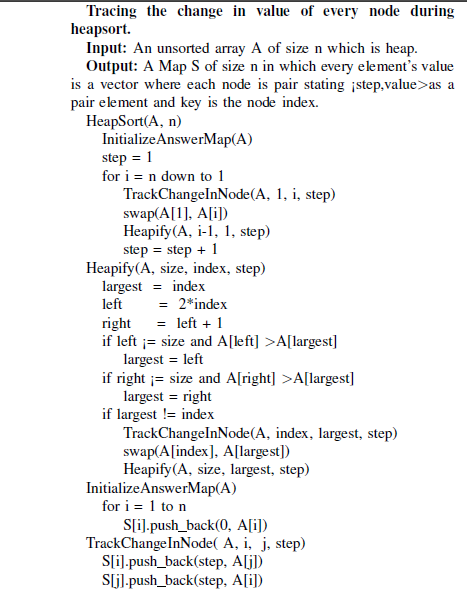 Tracing the change in value of every node during
heapsort.
Input: An unsorted array A of size n which is heap.
Output: A Map S of size n in which every element's value
is a vector where each node is pair stating ¡step,value>as a
pair element and key is the node index.
HeapSort(A, n)
InitializeAnswerMap(A)
step = 1
for i = n down to 1
TrackChangeInNode(A, 1, i, step)
swap(A[1], A[i])
Heapify(A, i-1, 1, step)
step = step + 1
Heapify(A, size, index, step)
largest = index
left = 2*index
right = left + 1
if left ¡= size and A[left] >A[largest]
largest = left
if right ¡= size and A[right] >A[largest]
largest = right
if largest != index
TrackChangeInNode(A, index, largest, step)
swap(A[index], A[largest])
Heapify(A, size, largest, step)
InitializeAnswerMap(A)
for i = 1 to n
S[i].push_back(0, A[i])
TrackChangeInNode( A, i, j, step)
S[i].push_back(step, A[j])
S[j].push_back(step, A[i])